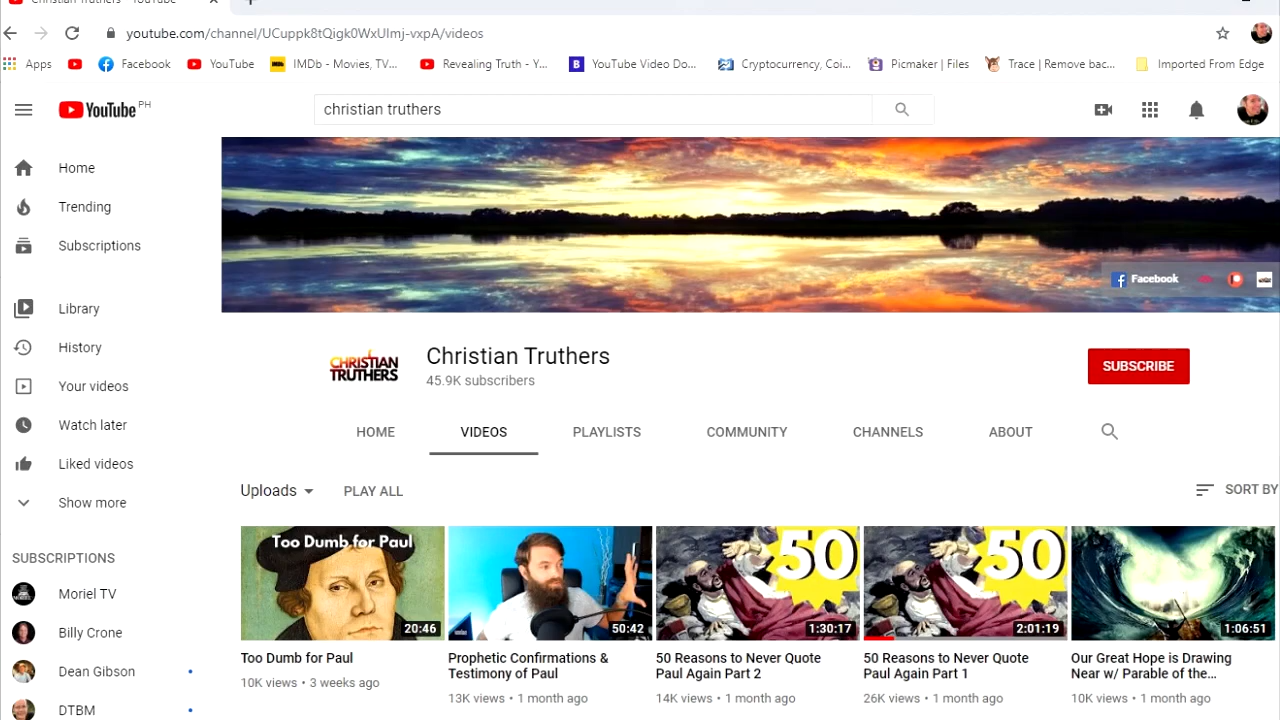 Christian Truthers - YouTube
youtube.com/channel/UCuppk8tQigk0WxUlmj-vxpA/videos
Apps Facebook YouTube IMDb - Movies, TV... Revealing Truth - Y... YouTube Video Do... Cryptocurrency, Coi... Picmaker | Files Trace | Remove bac... Imported From Edge
YouTube PH
christian truthers
Home
Trending
Subscriptions
Library
History
Your videos
Watch later
Liked videos
Show more
SUBSCRIPTIONS
Moriel TV
Billy Crone
Dean Gibson
DTBM
Facebook
CHRISTIAN
TRUTHERS
Christian Truthers
45.9K subscribers
SUBSCRIBE
HOME VIDEOS PLAYLISTS COMMUNITY CHANNELS ABOUT
Uploads PLAY ALL SORT BY
Too Dumb for Paul
20:46
Too Dumb for Paul
10K views • 3 weeks ago
50:42
Prophetic Confirmations &
Testimony of Paul
13K views • 1 month ago
50
1:30:17
50 Reasons to Never Quote
Paul Again Part 2
14K views • 1 month ago
50
2:01:19
50 Reasons to Never Quote
Paul Again Part 1
26K views • 1 month ago
1:06:51
Our Great Hope is Drawing
Near w/ Parable of the...
10K views • 1 month ago